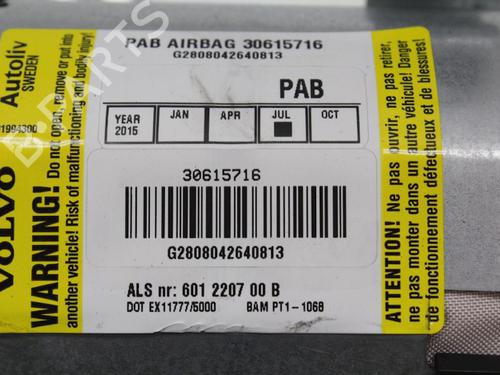 PAB AIRBAG 30615716
G2808042640813
PAB
YEAR 2015 JAN APR JUL OCT
30615716
G2808042640813
ALS nr: 601 2207 00 B
DOT EX11777/5000 BAM PT1-1068
Autoliv
SWEDEN
VOLVO
WARNING!
Do not open, remove or put into
another vehicle! Risk of malfunctioning and bodily injury!
ATTENTION! Ne pas ouvrir, ne pas retirer,
ne pas monter dans un autre véhicule! Danger
de fonctionnement défectueux et de blessures!
B-PARTS